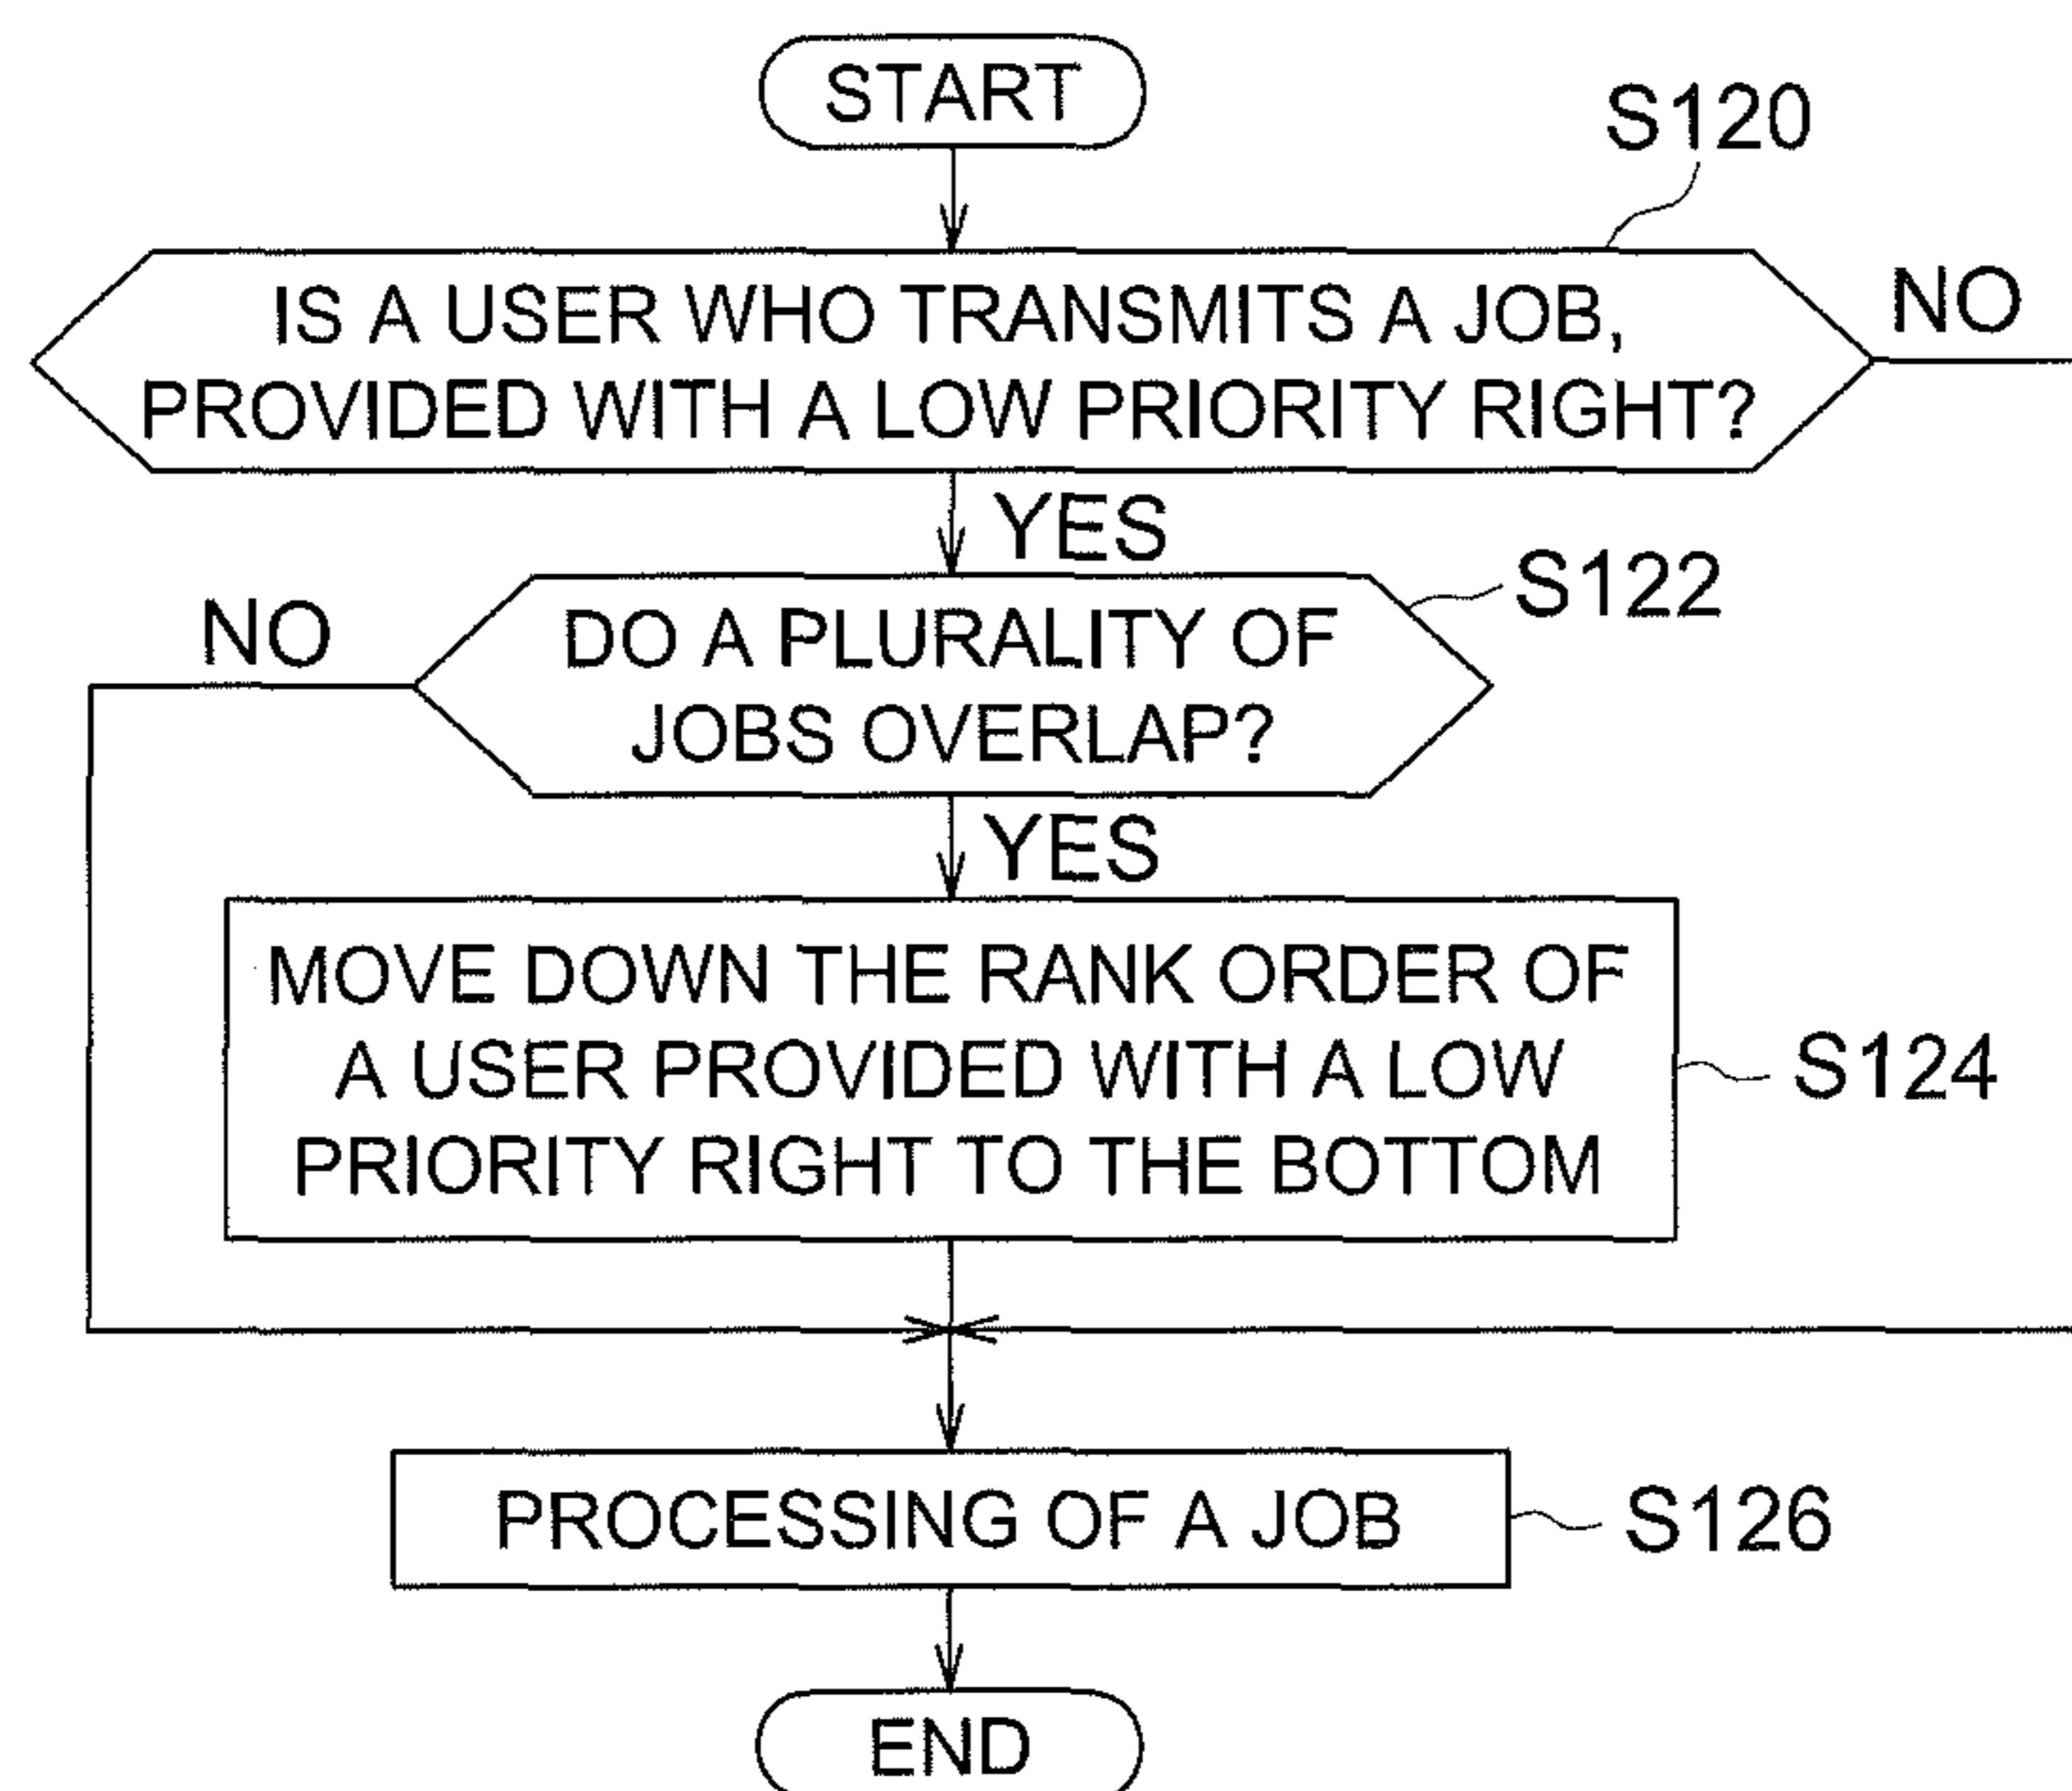 START
S120
IS A USER WHO TRANSMITS A JOB,
PROVIDED WITH A LOW PRIORITY RIGHT?
NO
YES
S122
NO
DO A PLURALITY OF
JOBS OVERLAP?
YES
MOVE DOWN THE RANK ORDER OF
A USER PROVIDED WITH A LOW
PRIORITY RIGHT TO THE BOTTOM
S124
PROCESSING OF A JOB
S126
END